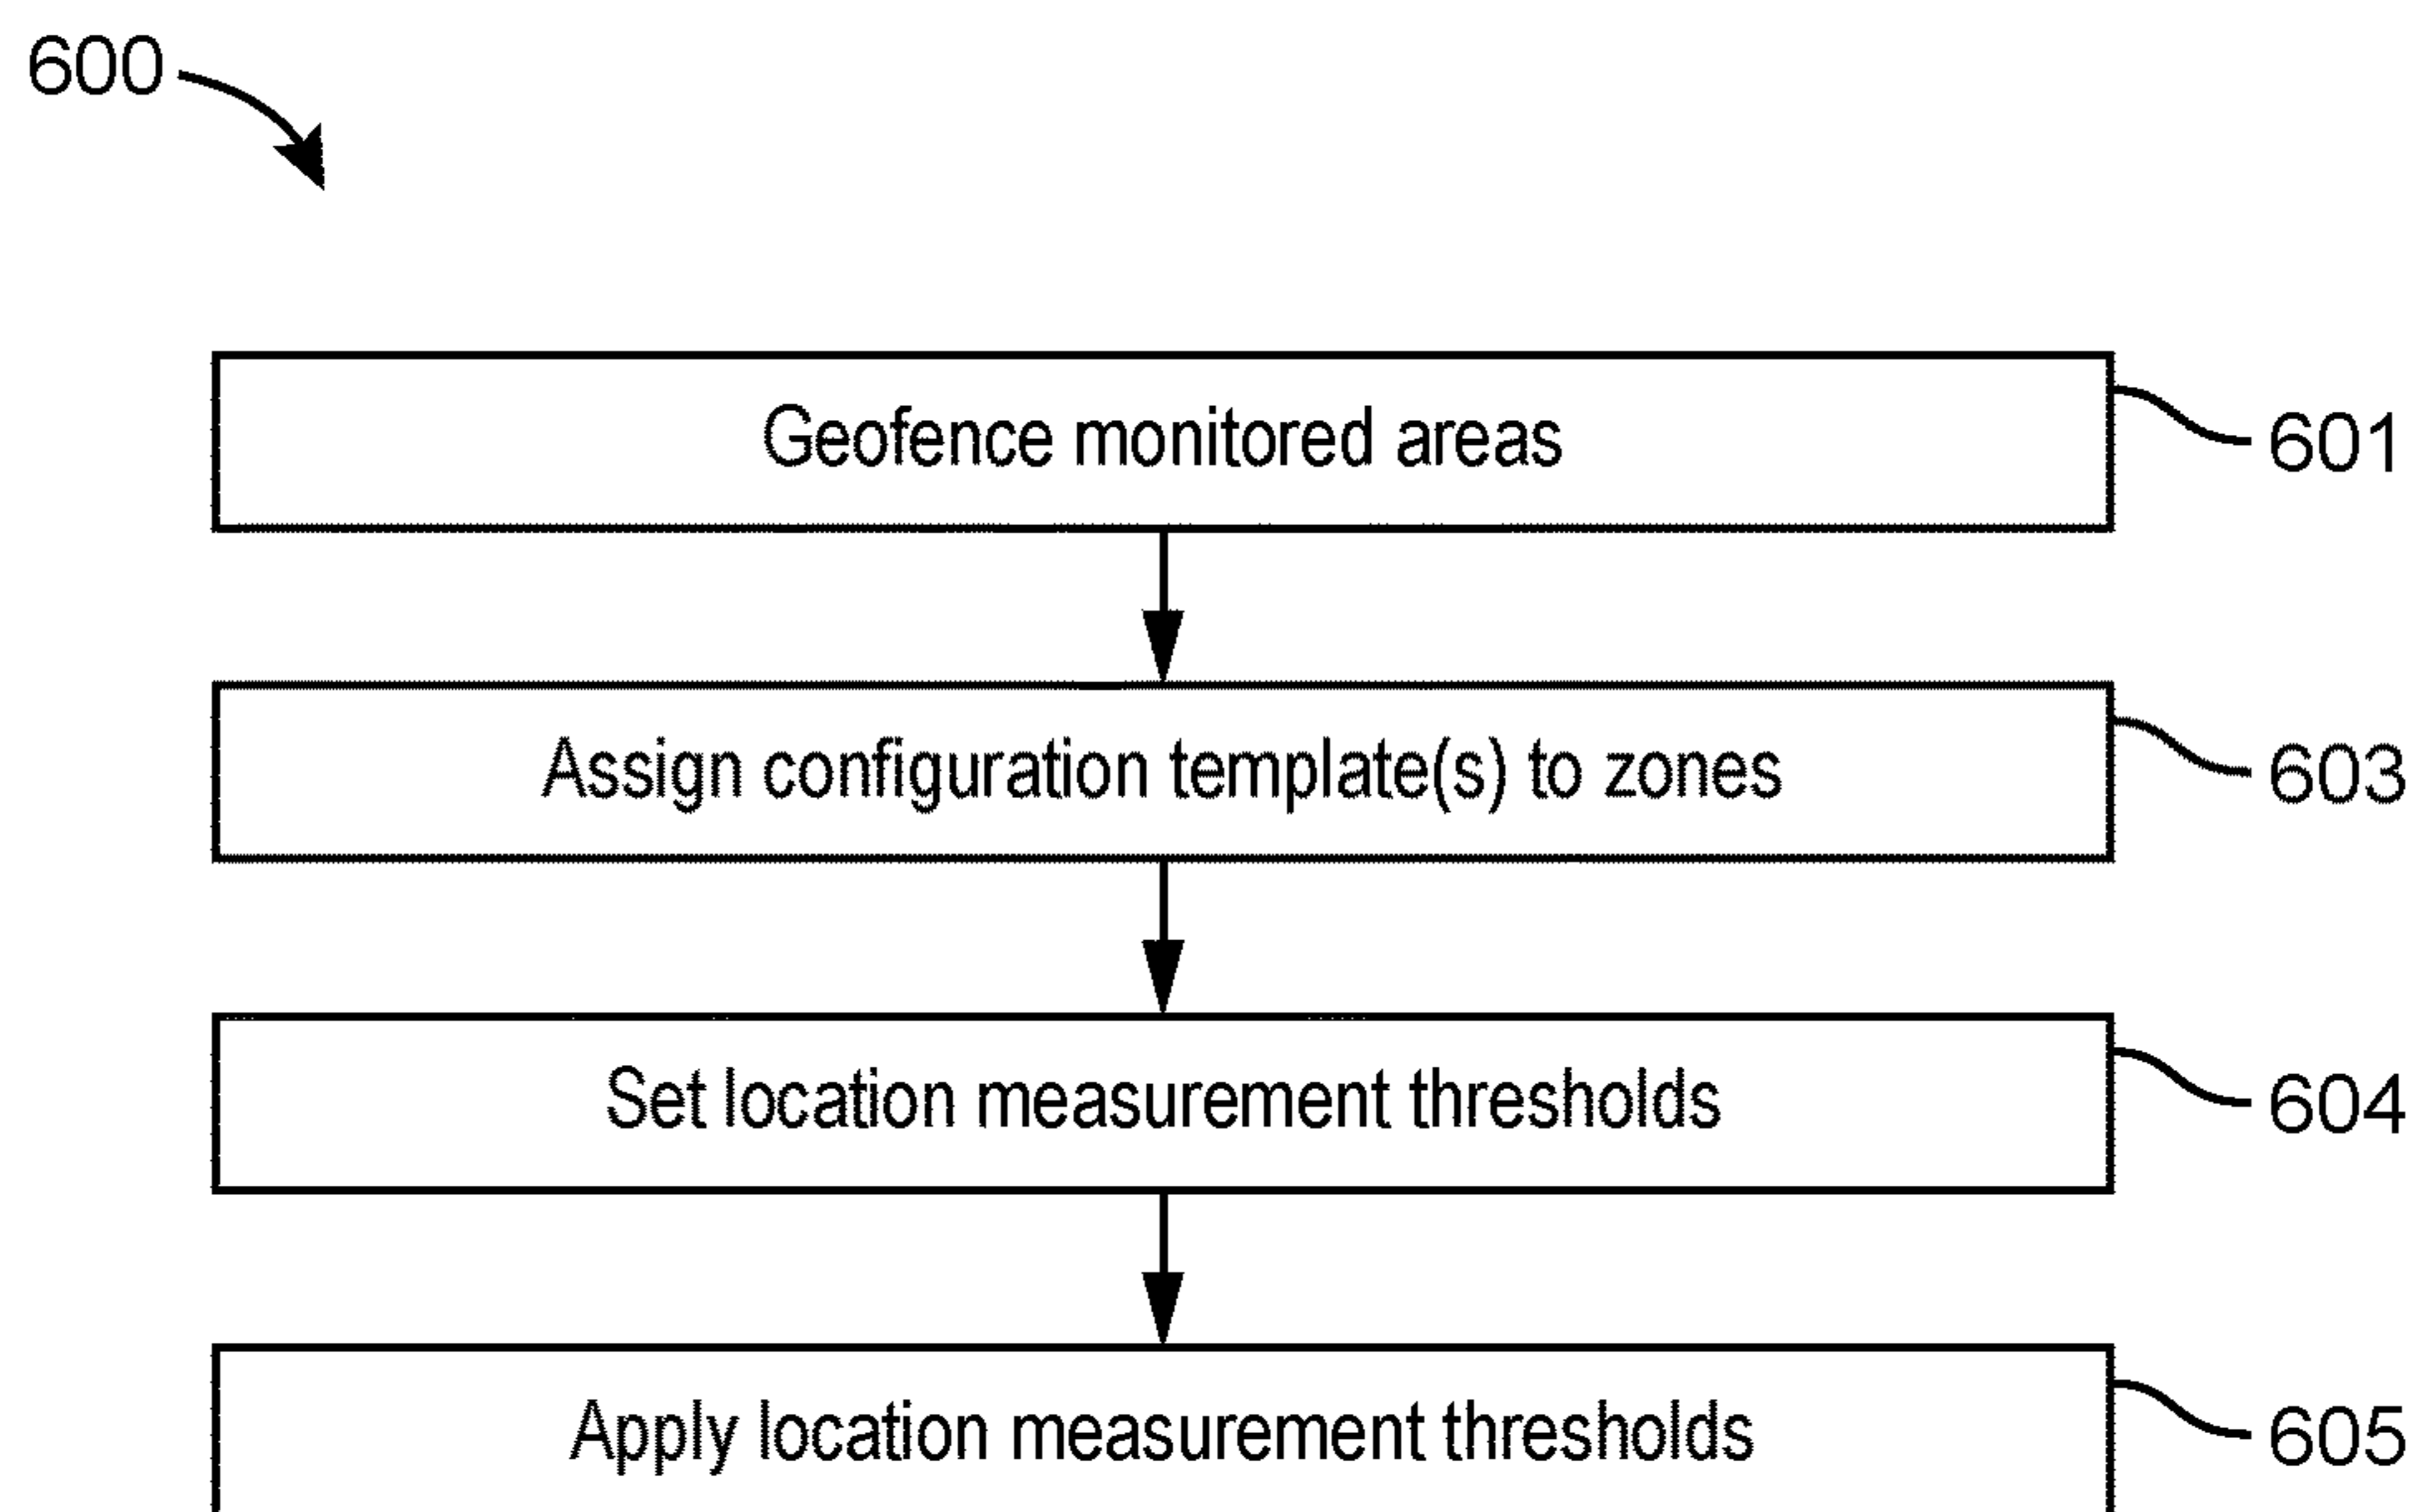 600
Geofence monitored areas
601
Assign configuration template(s) to zones
603
Set location measurement thresholds
604
Apply location measurement thresholds
605